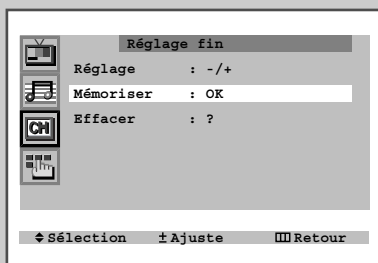 Réglage fin
Réglage : -/+
Mémoriser : OK
CH
Effacer : ?
Sélection ± Ajuste Retour